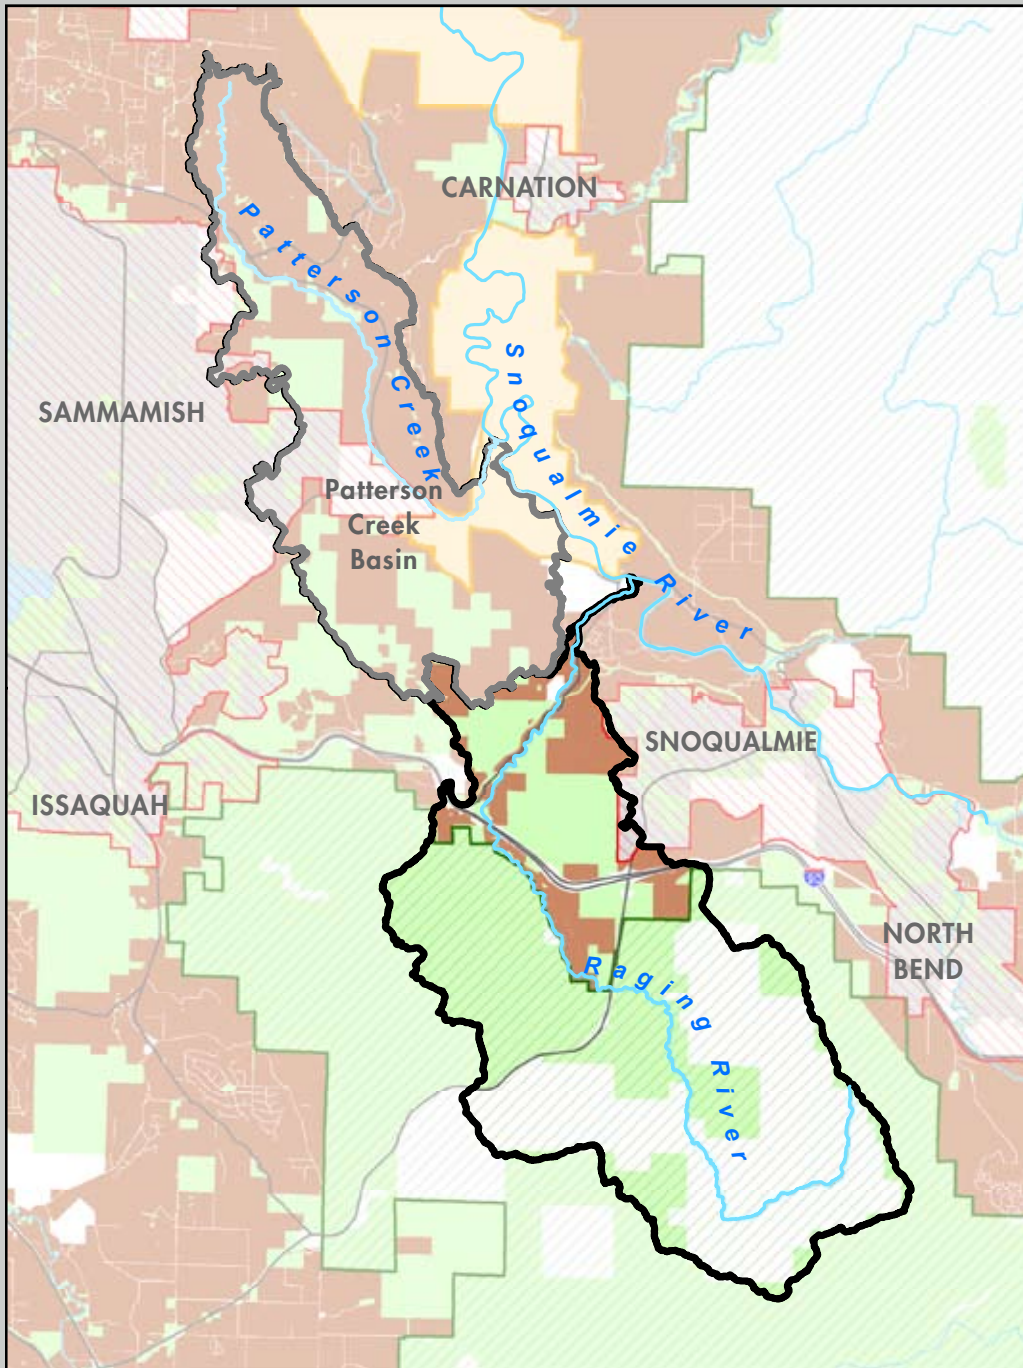 CARNATION
Patterson Creek
Snoqualmie River
SAMMAMISH
Patterson
Creek
Basin
SNOQUALMIE
ISSAQUAH
NORTH
BEND
Raging River